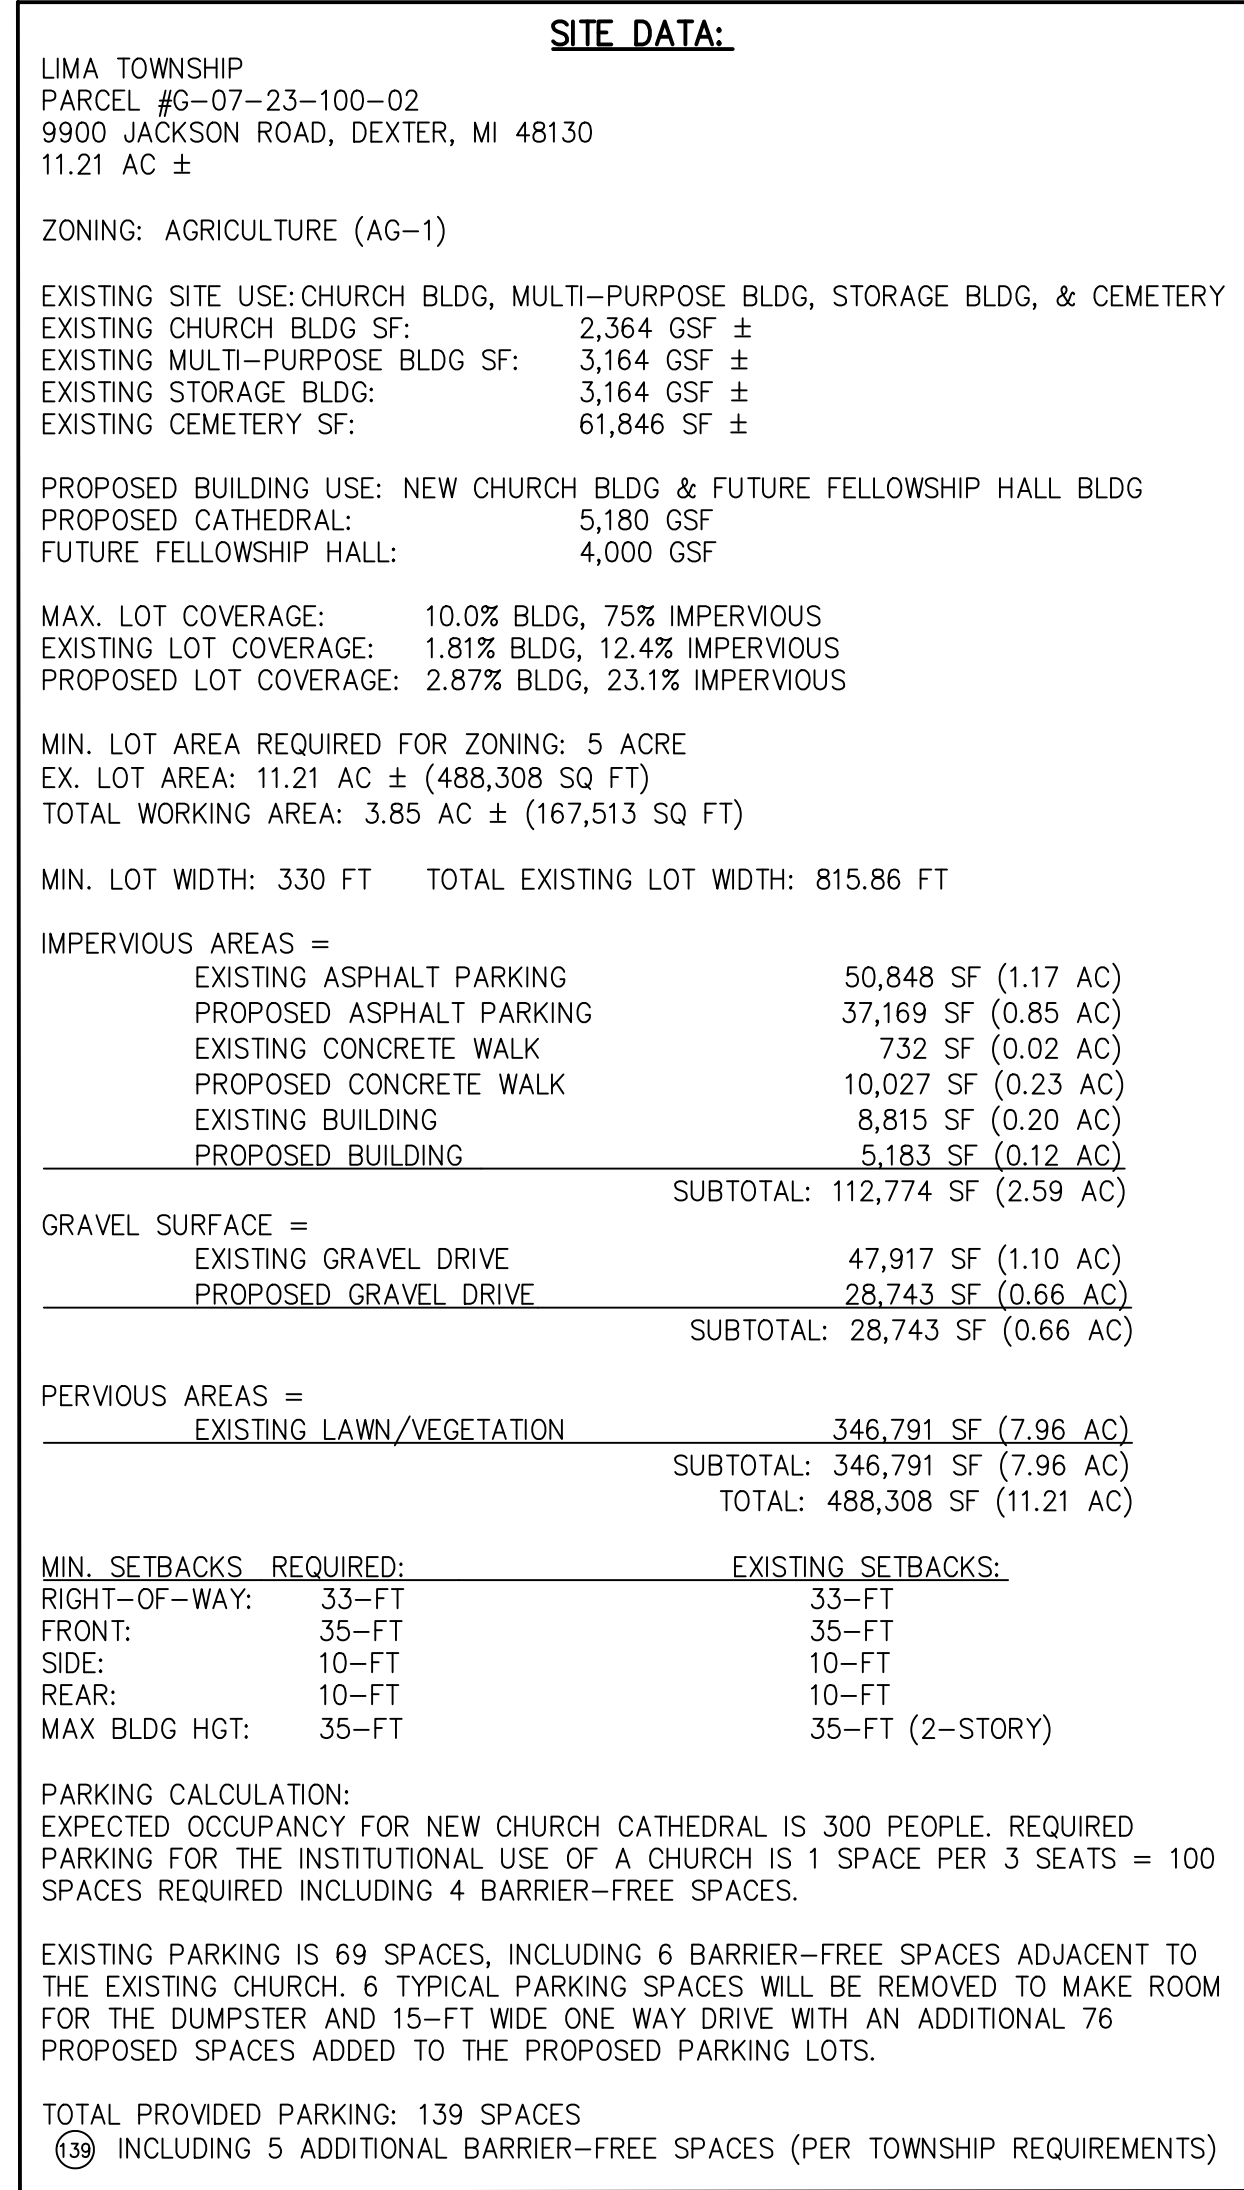 SITE DATA:
LIMA TOWNSHIP
PARCEL #G-07-23-100-02
9900 JACKSON ROAD, DEXTER, MI 48130
11.21 AC ±
ZONING: AGRICULTURE (AG-1)
EXISTING SITE USE: CHURCH BLDG, MULTI-PURPOSE BLDG, STORAGE BLDG, & CEMETERY
EXISTING CHURCH BLDG SF: 2,364 GSF ±
EXISTING MULTI-PURPOSE BLDG SF: 3,164 GSF ±
EXISTING STORAGE BLDG: 3,164 GSF ±
EXISTING CEMETERY SF: 61,846 SF ±
PROPOSED BUILDING USE: NEW CHURCH BLDG & FUTURE FELLOWSHIP HALL BLDG
PROPOSED CATHEDRAL: 5,180 GSF
FUTURE FELLOWSHIP HALL: 4,000 GSF
MAX. LOT COVERAGE: 10.0% BLDG, 75% IMPERVIOUS
EXISTING LOT COVERAGE: 1.81% BLDG, 12.4% IMPERVIOUS
PROPOSED LOT COVERAGE: 2.87% BLDG, 23.1% IMPERVIOUS
MIN. LOT AREA REQUIRED FOR ZONING: 5 ACRE
EX. LOT AREA: 11.21 AC ± (488,308 SQ FT)
TOTAL WORKING AREA: 3.85 AC ± (167,513 SQ FT)
MIN. LOT WIDTH: 330 FT TOTAL EXISTING LOT WIDTH: 815.86 FT
IMPERVIOUS AREAS =
EXISTING ASPHALT PARKING 50,848 SF (1.17 AC)
PROPOSED ASPHALT PARKING 37,169 SF (0.85 AC)
EXISTING CONCRETE WALK 732 SF (0.02 AC)
PROPOSED CONCRETE WALK 10,027 SF (0.23 AC)
EXISTING BUILDING 8,815 SF (0.20 AC)
PROPOSED BUILDING 5,183 SF (0.12 AC)
SUBTOTAL: 112,774 SF (2.59 AC)
GRAVEL SURFACE =
EXISTING GRAVEL DRIVE 47,917 SF (1.10 AC)
PROPOSED GRAVEL DRIVE 28,743 SF (0.66 AC)
SUBTOTAL: 28,743 SF (0.66 AC)
PERVIOUS AREAS =
EXISTING LAWN/VEGETATION 346,791 SF (7.96 AC)
SUBTOTAL: 346,791 SF (7.96 AC)
TOTAL: 488,308 SF (11.21 AC)
MIN. SETBACKS REQUIRED: EXISTING SETBACKS:
RIGHT-OF-WAY: 33-FT 33-FT
FRONT: 35-FT 35-FT
SIDE: 10-FT 10-FT
REAR: 10-FT 10-FT
MAX BLDG HGT: 35-FT 35-FT (2-STORY)
PARKING CALCULATION:
EXPECTED OCCUPANCY FOR NEW CHURCH CATHEDRAL IS 300 PEOPLE. REQUIRED
PARKING FOR THE INSTITUTIONAL USE OF A CHURCH IS 1 SPACE PER 3 SEATS = 100
SPACES REQUIRED INCLUDING 4 BARRIER-FREE SPACES.
EXISTING PARKING IS 69 SPACES, INCLUDING 6 BARRIER-FREE SPACES ADJACENT TO
THE EXISTING CHURCH. 6 TYPICAL PARKING SPACES WILL BE REMOVED TO MAKE ROOM
FOR THE DUMPSTER AND 15-FT WIDE ONE WAY DRIVE WITH AN ADDITIONAL 76
PROPOSED SPACES ADDED TO THE PROPOSED PARKING LOTS.
TOTAL PROVIDED PARKING: 139 SPACES
139 INCLUDING 5 ADDITIONAL BARRIER-FREE SPACES (PER TOWNSHIP REQUIREMENTS)